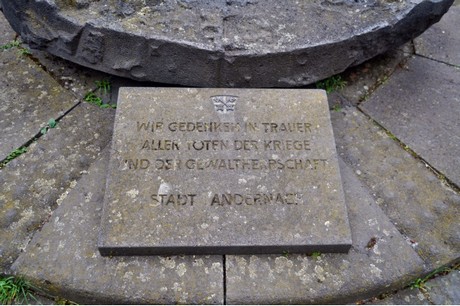 WIR GEDENKEN IN TRAUER
ALLER TOTEN DER KRIEGE
UND DER GEWALTHERRSCHAFT
STADT ANDERNACH